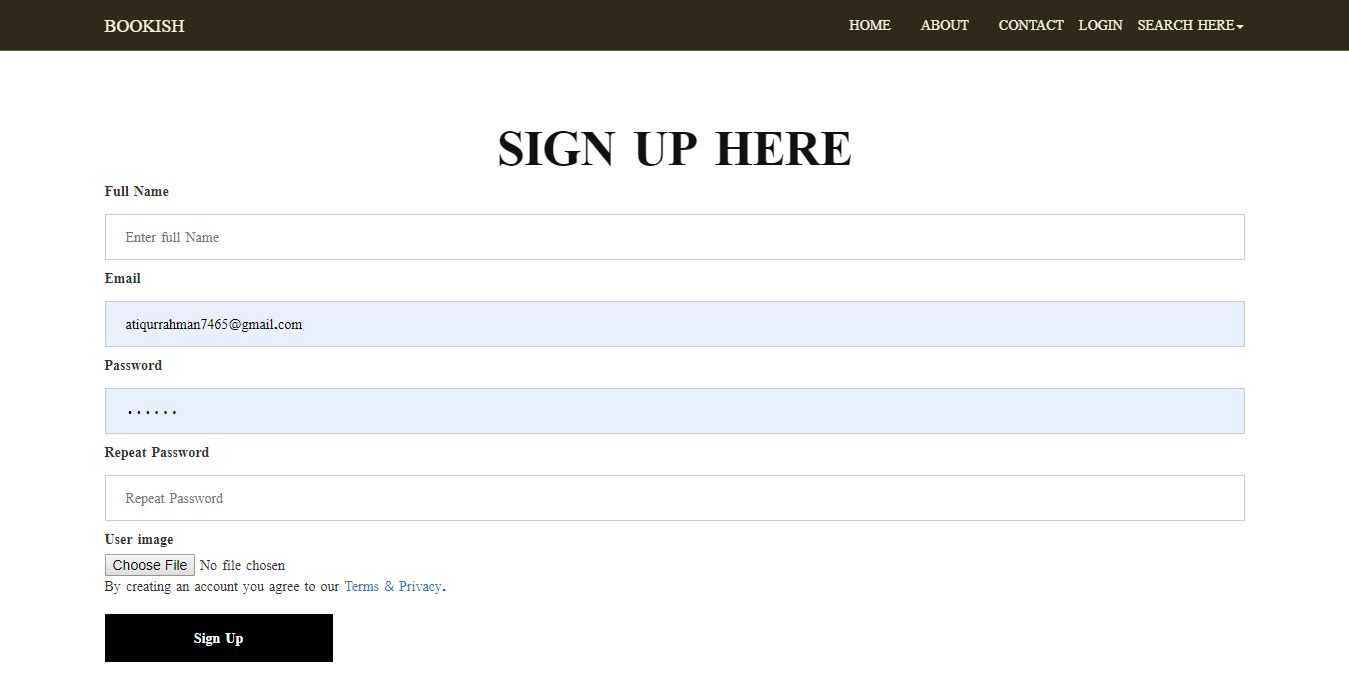 BOOKISH HOME ABOUT CONTACT LOGIN SEARCH HERE
SIGN UP HERE
Full Name
Enter full Name
Email
atiqurrahman7465@gmail.com
Password
······
Repeat Password
Repeat Password
User image
Choose File No file chosen
By creating an account you agree to our Terms & Privacy.
Sign Up